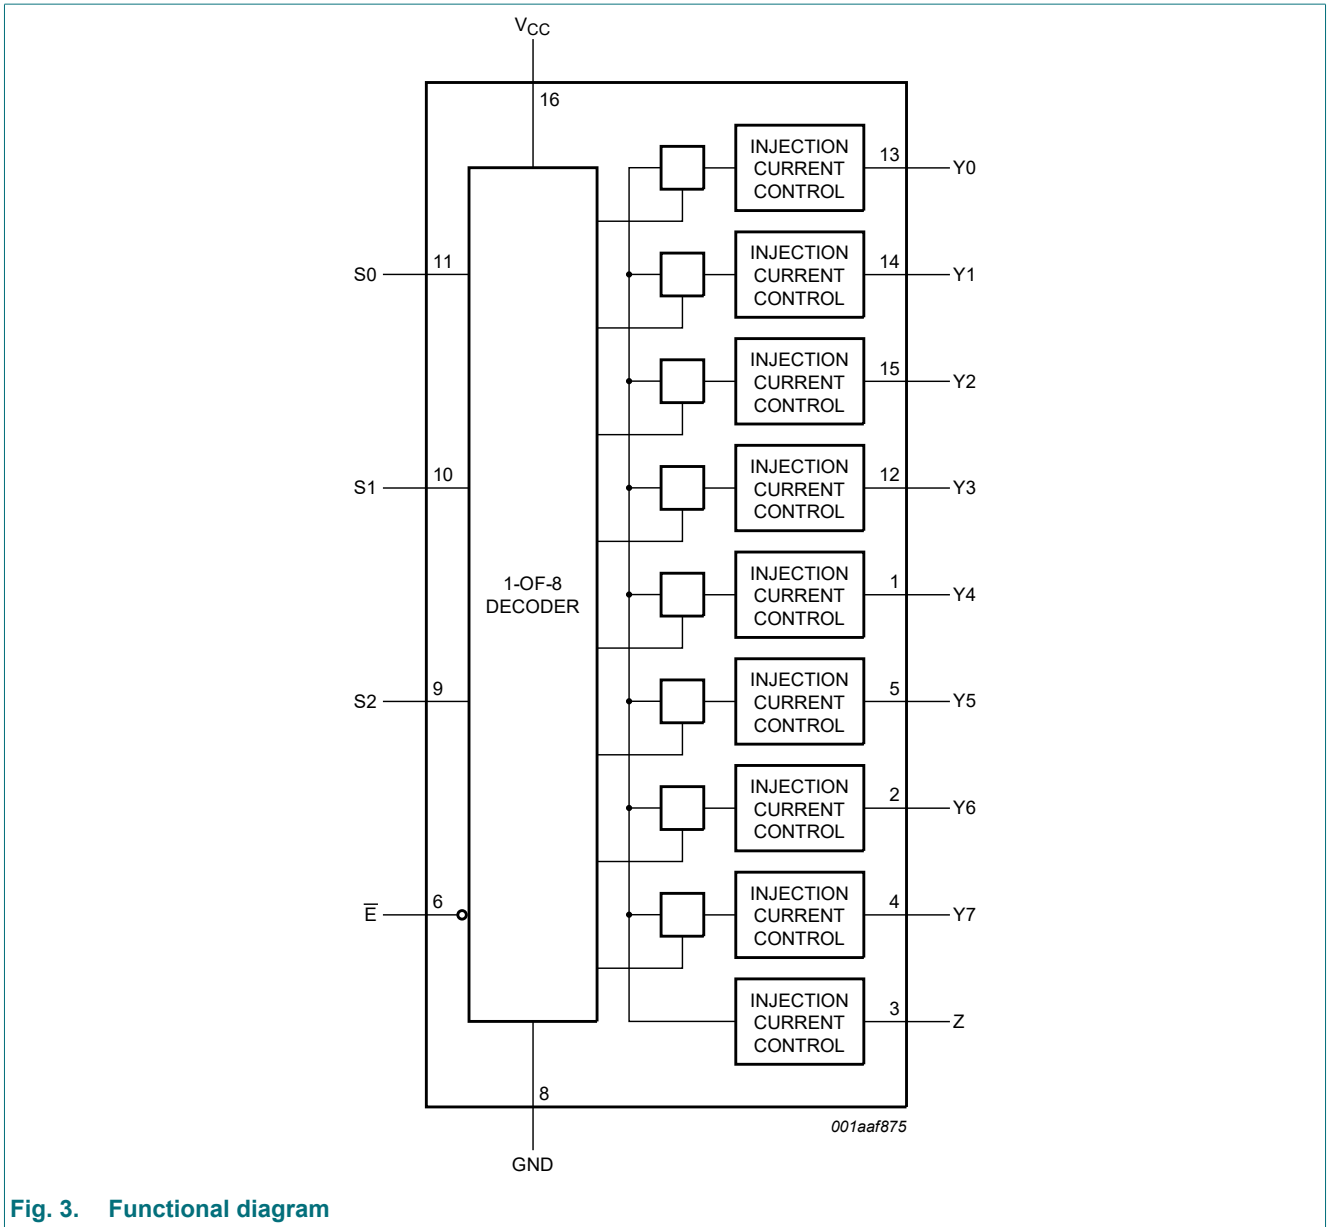 VCC
16
INJECTION
CURRENT
CONTROL
13
Y0
S0
11
INJECTION
CURRENT
CONTROL
14
Y1
INJECTION
CURRENT
CONTROL
15
Y2
S1
10
INJECTION
CURRENT
CONTROL
12
Y3
1-OF-8
DECODER
INJECTION
CURRENT
CONTROL
1
Y4
S2
9
INJECTION
CURRENT
CONTROL
5
Y5
INJECTION
CURRENT
CONTROL
2
Y6
E̅
6
INJECTION
CURRENT
CONTROL
4
Y7
INJECTION
CURRENT
CONTROL
3
Z
8
GND
001aaf875
Fig. 3. Functional diagram